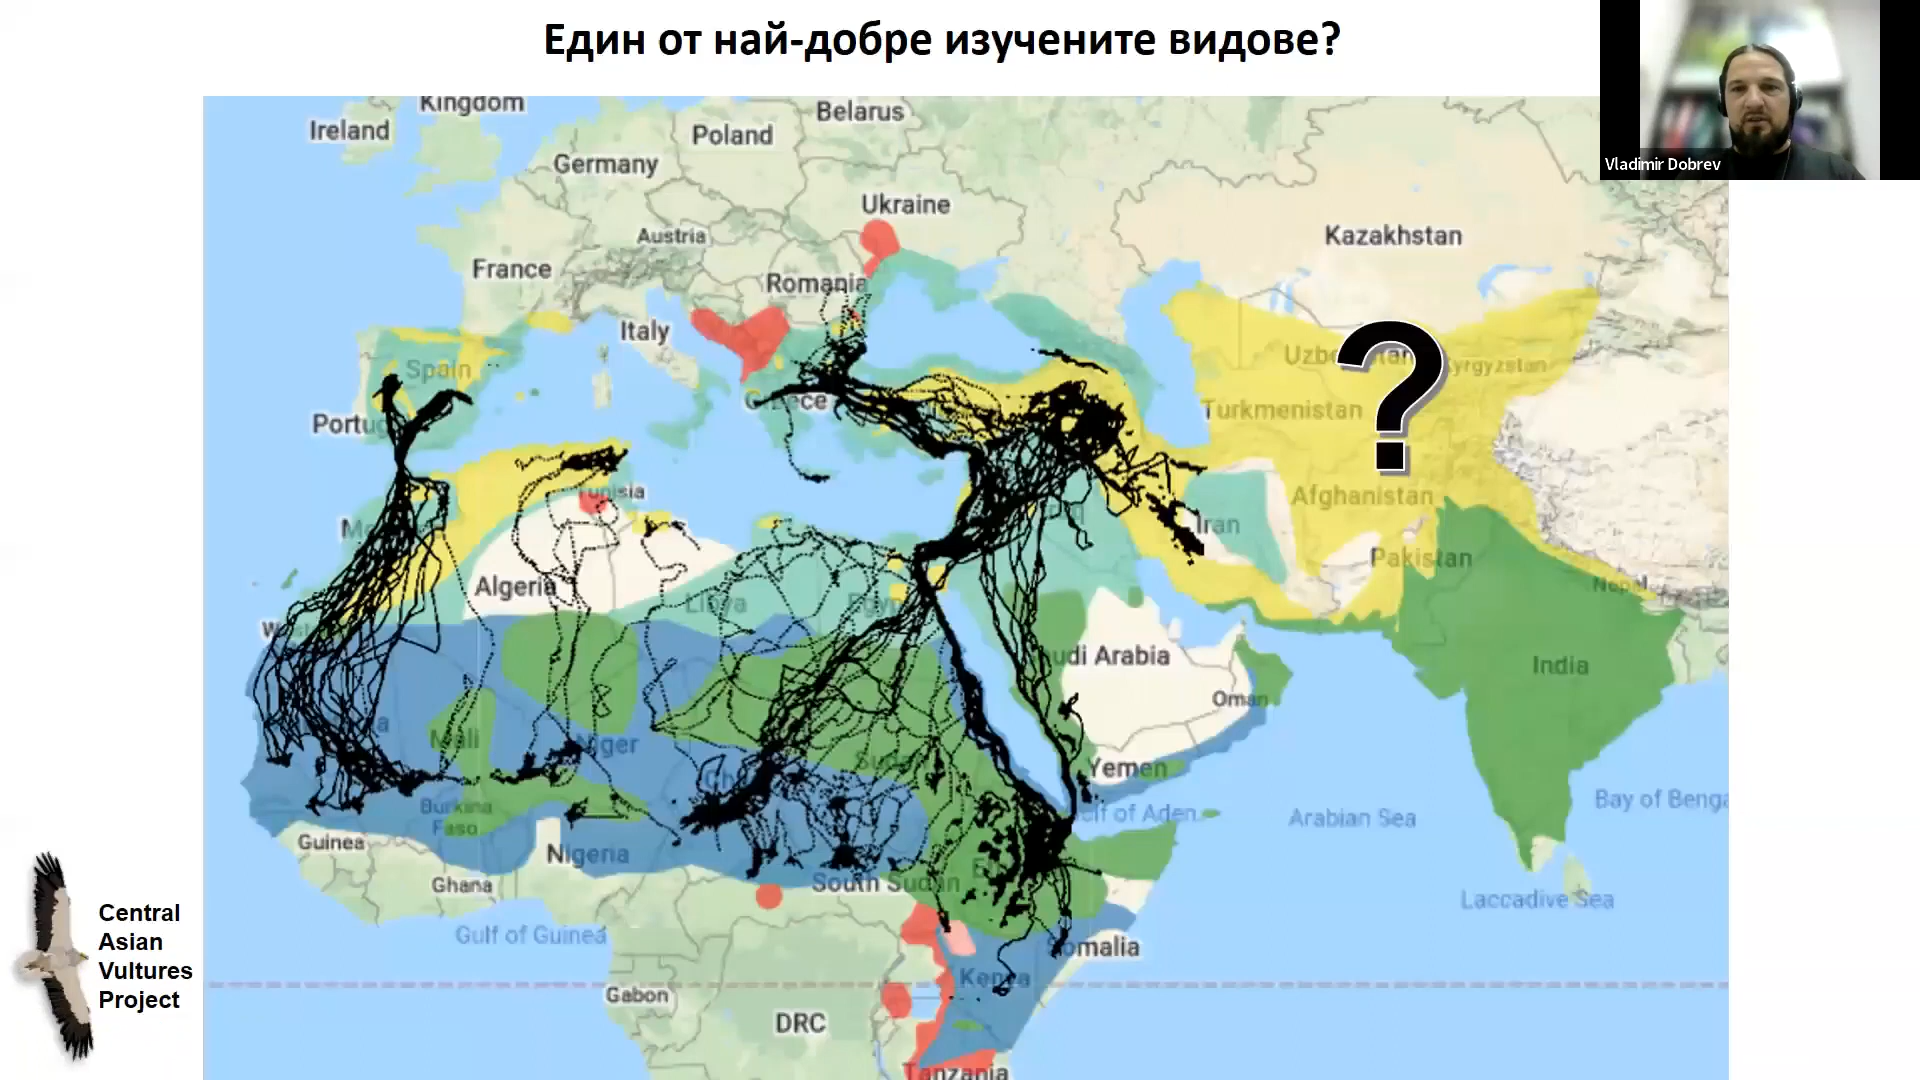 Един от най-добре изучените видове?
Vladimir Dobrev
Kingdom
Ireland
Belarus
Poland
Germany
Ukraine
Austria
Kazakhstan
France
Romania
Italy
Spain
Kyrgyzstan
Turkmenistan
Afghanistan
Tunisia
Iran
Pakistan
Algeria
Nepal
Libya
Saudi Arabia
India
Oman
Mali
Niger
Yemen
Burkina
Faso
Gulf of Aden
Arabian Sea
Bay of Benga
Guinea
Nigeria
Ghana
South Sudan
Laccadive Sea
Gulf of Guinea
Somalia
Kenya
Gabon
DRC
Tanzania
?
Central
Asian
Vultures
Project